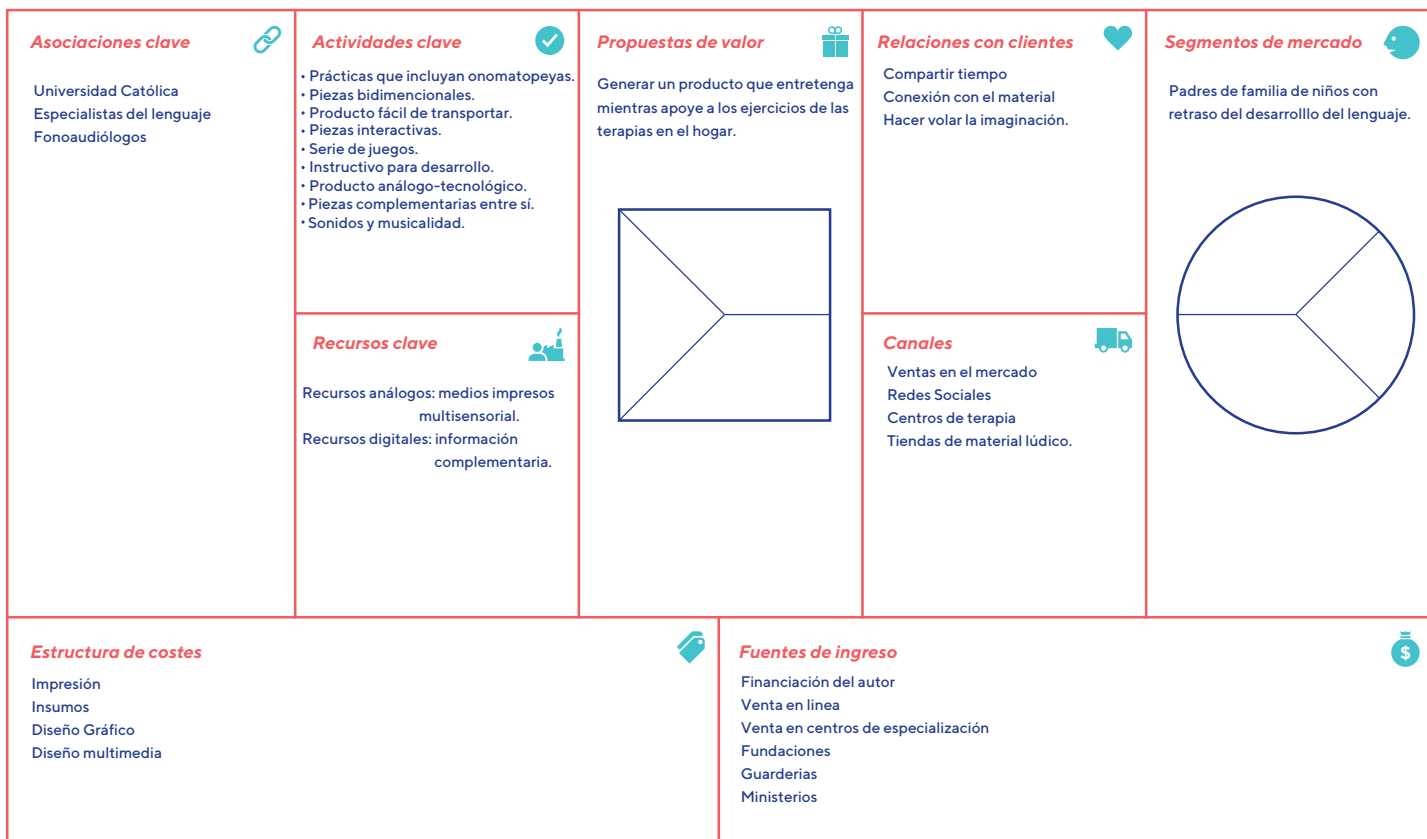 Asociaciones clave
Universidad Católica
Especialistas del lenguaje
Fonoaudiólogos
Actividades clave
• Prácticas que incluyan onomatopeyas.
• Piezas bidimencionales.
• Producto fácil de transportar.
• Piezas interactivas.
• Serie de juegos.
• Instructivo para desarrollo.
• Producto análogo-tecnológico.
• Piezas complementarias entre sí.
• Sonidos y musicalidad.
Recursos clave
Recursos análogos: medios impresos
multisensorial.
Recursos digitales: información
complementaria.
Propuestas de valor
Generar un producto que entretenga
mientras apoye a los ejercicios de las
terapias en el hogar.
Relaciones con clientes
Compartir tiempo
Conexión con el material
Hacer volar la imaginación.
Canales
Ventas en el mercado
Redes Sociales
Centros de terapia
Tiendas de material lúdico.
Segmentos de mercado
Padres de familia de niños con
retraso del desarrolllo del lenguaje.
Estructura de costes
Impresión
Insumos
Diseño Gráfico
Diseño multimedia
Fuentes de ingreso
$
Financiación del autor
Venta en linea
Venta en centros de especialización
Fundaciones
Guarderias
Ministerios